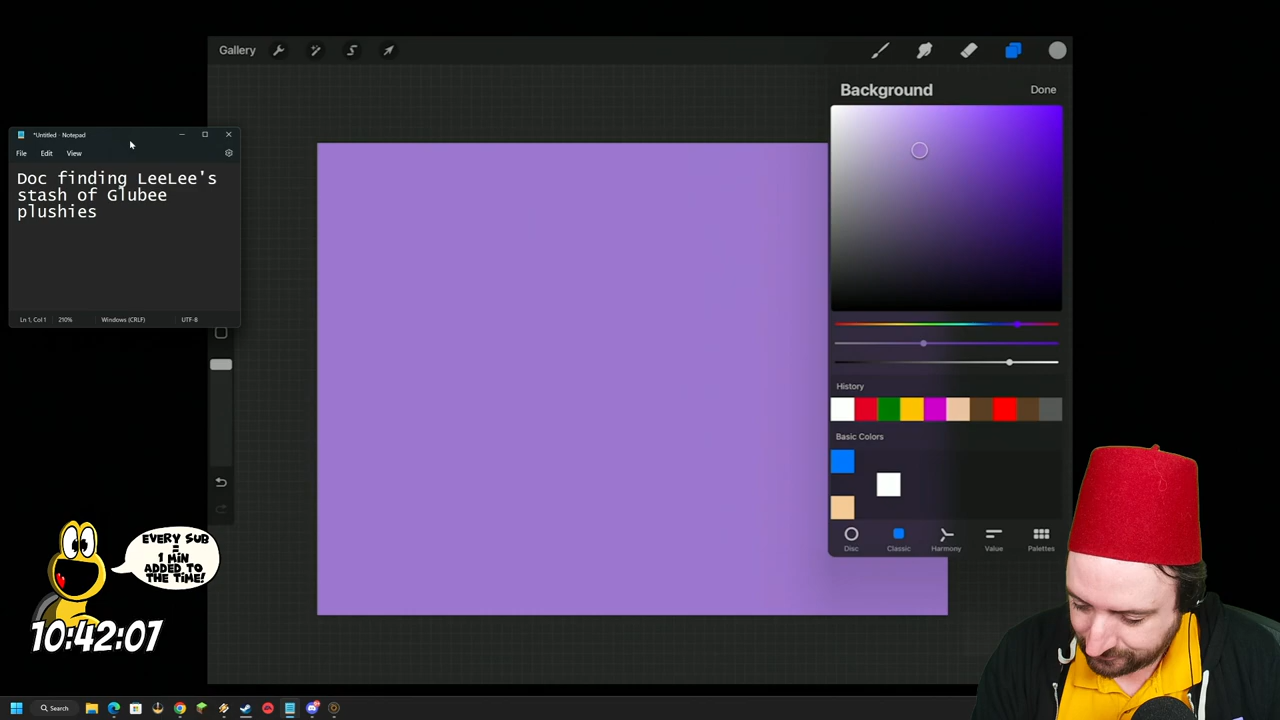 Gallery
Background
Done
*Untitled - Notepad
File
Edit
View
Doc finding LeeLee's
stash of Glubee
plushies
Ln 1, Col 1
210%
Windows (CRLF)
UTF-8
History
Basic Colors
Disc
Classic
Harmony
Value
Palettes
EVERY SUB
=
1 MIN
ADDED TO
THE TIME!
10:42:07
Search